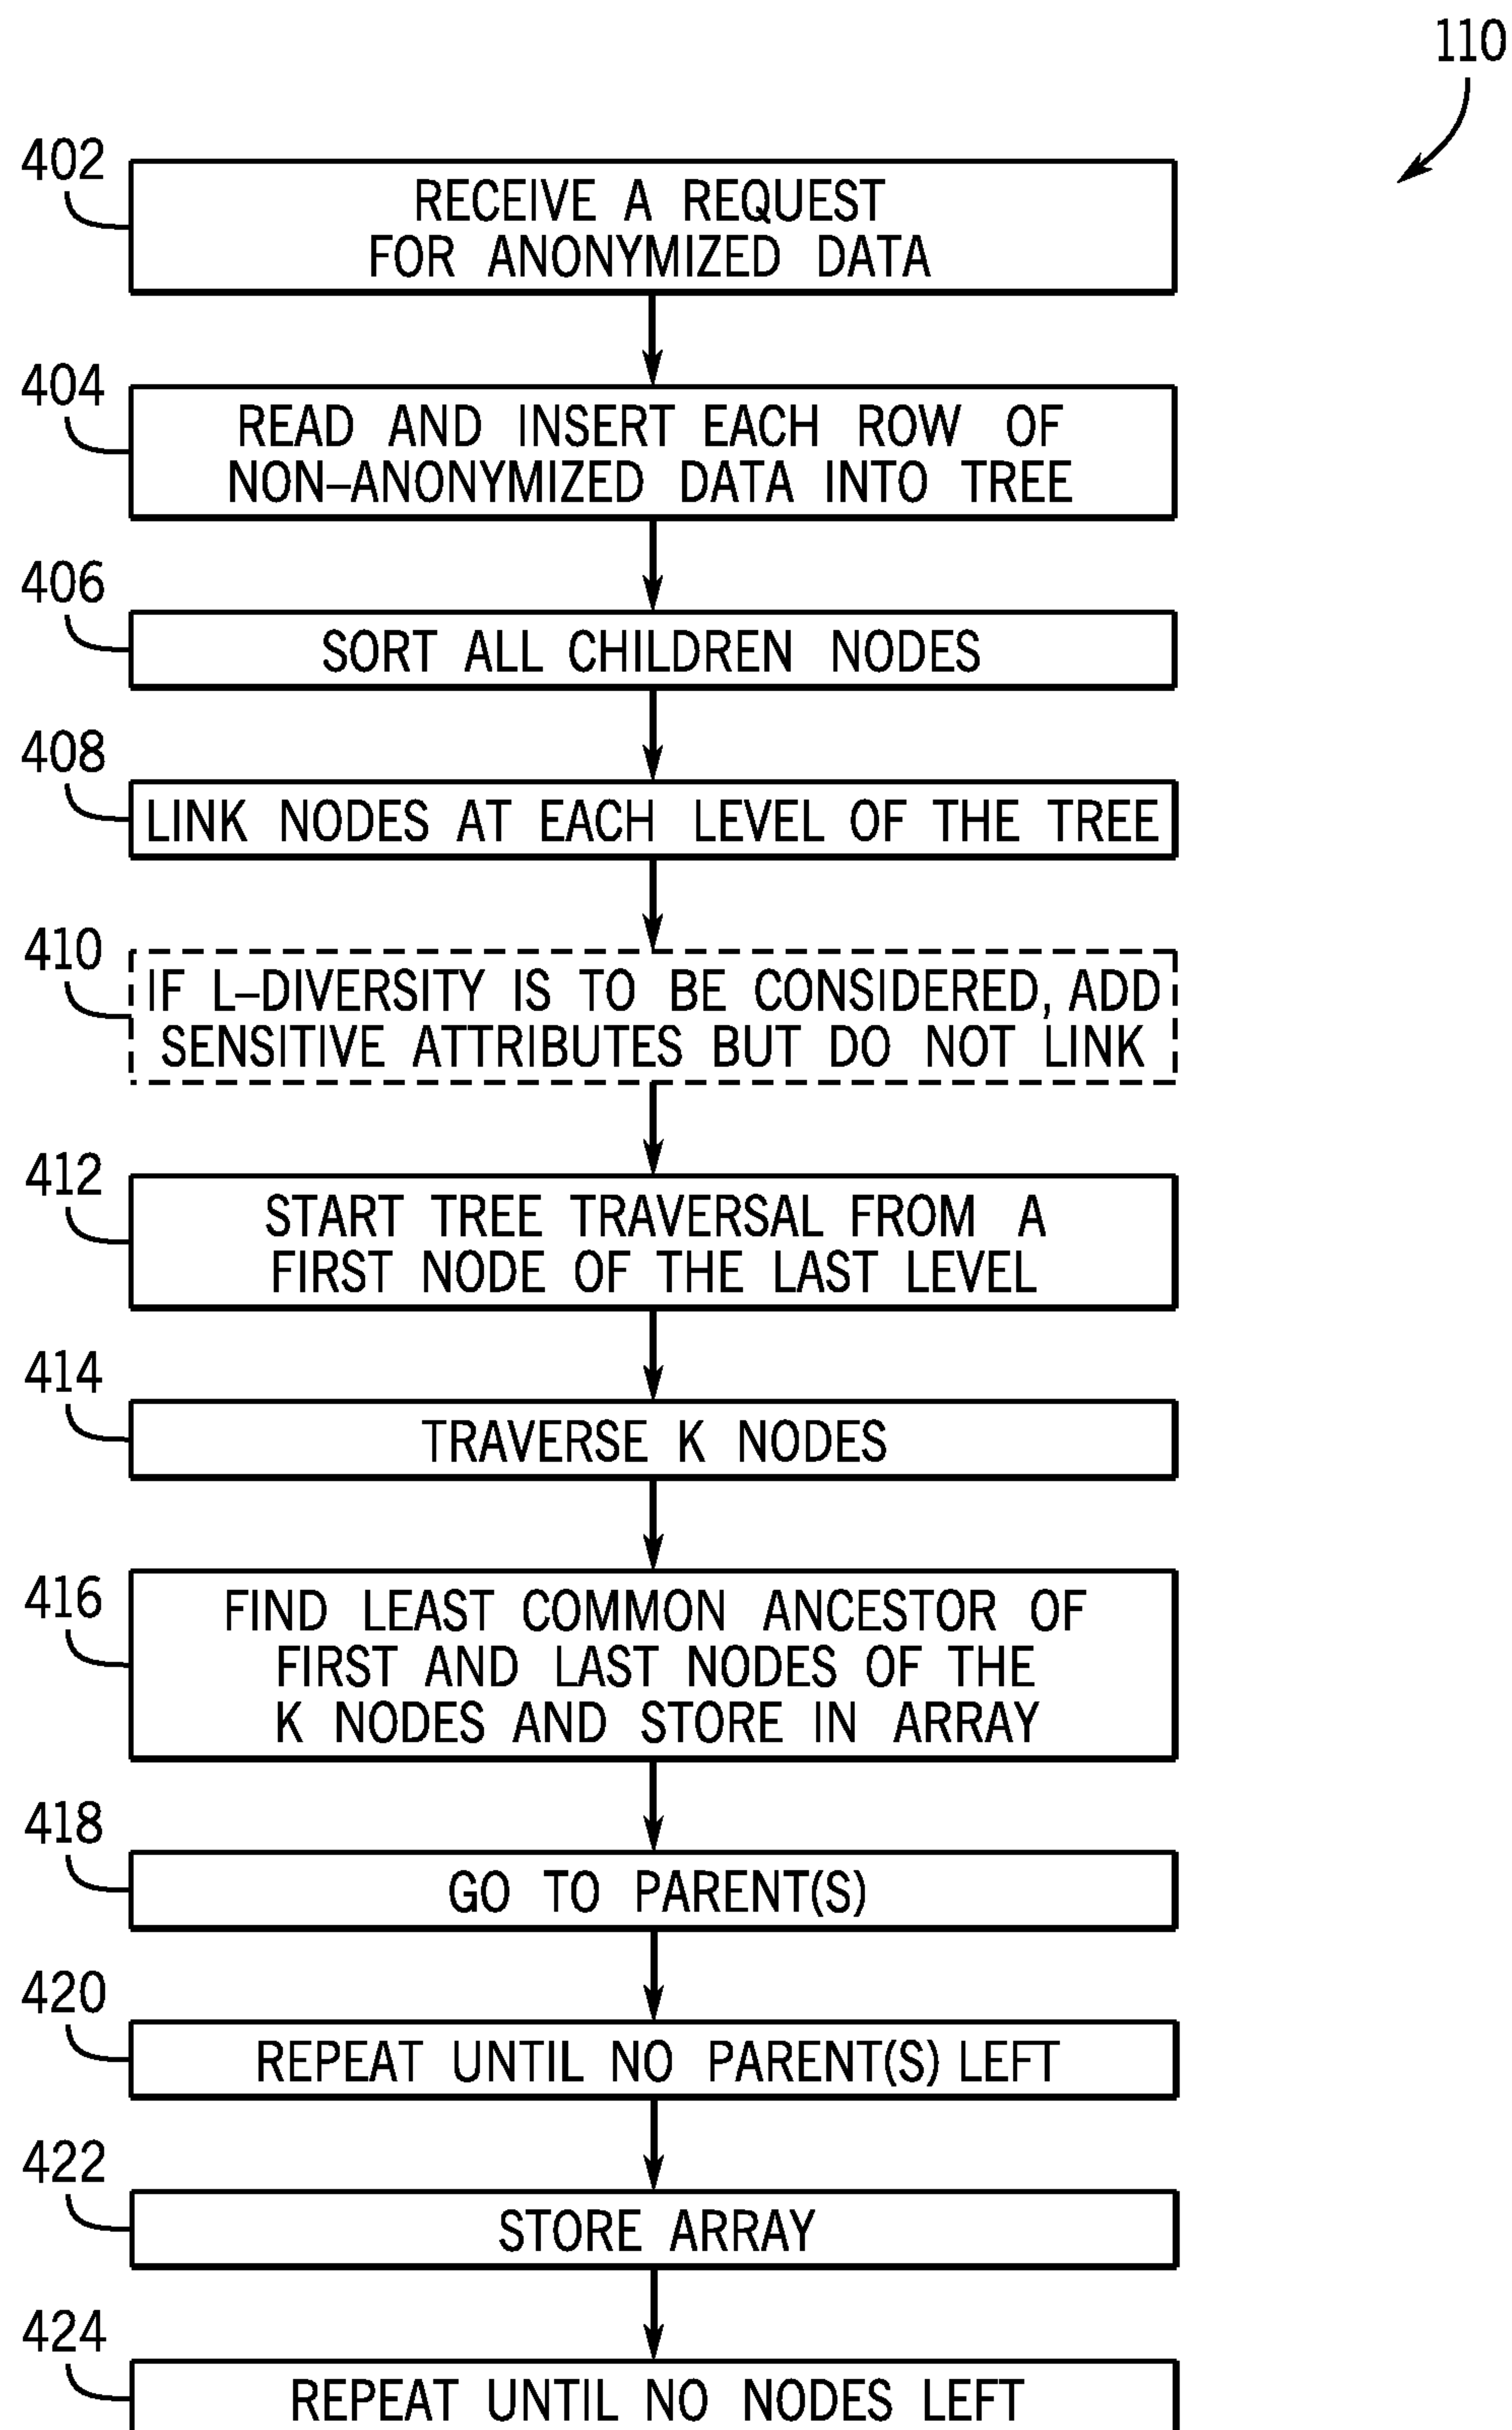 110
402
RECEIVE A REQUEST
FOR ANONYMIZED DATA
404
READ AND INSERT EACH ROW OF
NON–ANONYMIZED DATA INTO TREE
406
SORT ALL CHILDREN NODES
408
LINK NODES AT EACH LEVEL OF THE TREE
410
IF L–DIVERSITY IS TO BE CONSIDERED, ADD
SENSITIVE ATTRIBUTES BUT DO NOT LINK
412
START TREE TRAVERSAL FROM A
FIRST NODE OF THE LAST LEVEL
414
TRAVERSE K NODES
416
FIND LEAST COMMON ANCESTOR OF
FIRST AND LAST NODES OF THE
K NODES AND STORE IN ARRAY
418
GO TO PARENT(S)
420
REPEAT UNTIL NO PARENT(S) LEFT
422
STORE ARRAY
424
REPEAT UNTIL NO NODES LEFT